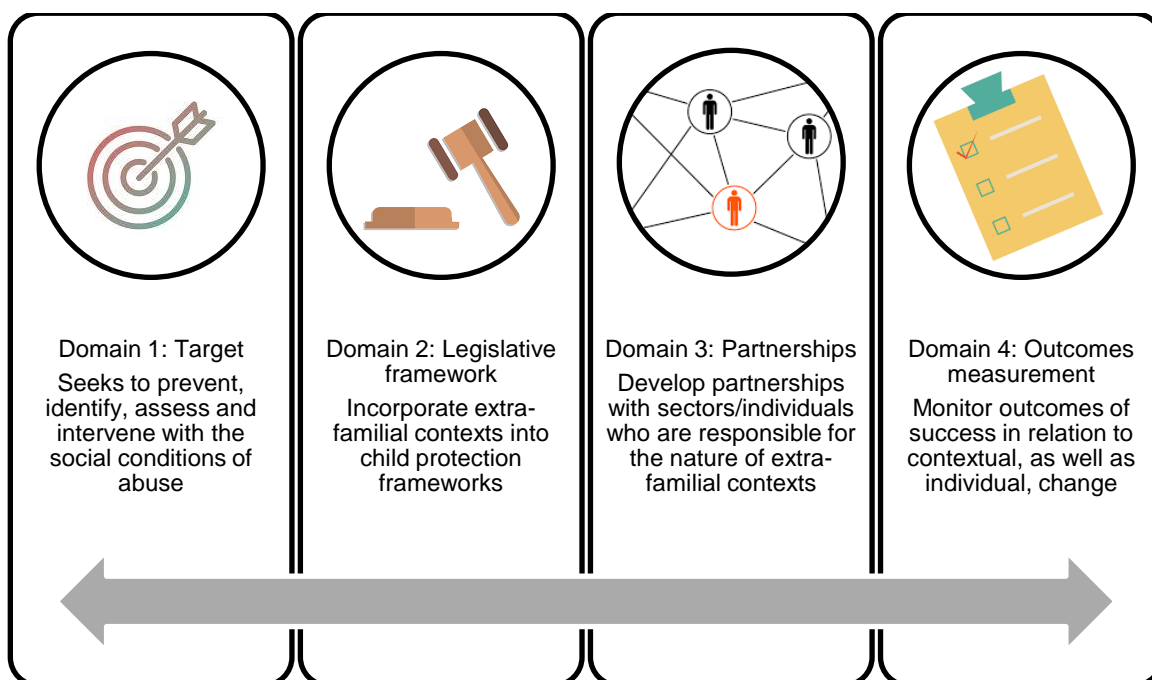 Domain 1: Target
Seeks to prevent,
identify, assess and
intervene with the
social conditions of
abuse
Domain 2: Legislative
framework
Incorporate extra-
familial contexts into
child protection
frameworks
Domain 3: Partnerships
Develop partnerships
with sectors/individuals
who are responsible for
the nature of extra-
familial contexts
Domain 4: Outcomes
measurement
Monitor outcomes of
success in relation to
contextual, as well as
individual, change